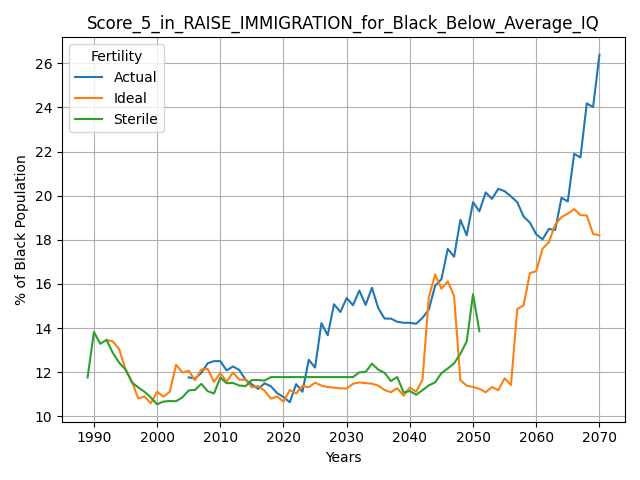 Score_5_in_RAISE_IMMIGRATION_for_Black_Below_Average_IQ
Fertility
Actual
Ideal
Sterile
% of Black Population
26
24
22
20
18
16
14
12
10
1990 2000 2010 2020 2030 2040 2050 2060 2070
Years